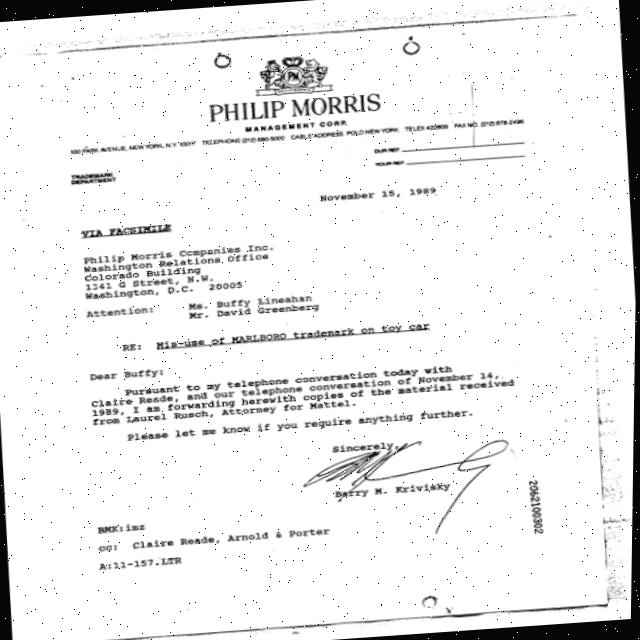 PM
PHILIP MORRIS
MANAGEMENT CORP.
100 PARK AVENUE, NEW YORK, N.Y. 10017 TELEPHONE (212) 880-5000 CABLE ADDRESS: POLO NEW YORK TELEX 422809 FAX NO. (212) 878-2496
OUR REF.
YOUR REF.
TRADEMARK
DEPARTMENT
November 15, 1989
VIA FACSIMILE
Philip Morris Companies Inc.
Washington Relations Office
Colorado Building
1341 G Street, N.W.
Washington, D.C. 20005
Attention: Ms. Buffy Lineahan
Mr. David Greenberg
RE: Mis-use of MARLBORO trademark on toy car
Dear Buffy:
Pursuant to my telephone conversation today with
Claire Reade, and our telephone conversation of November 14,
1989, I am forwarding herewith copies of the material received
from Laurel Rusch, Attorney for Mattel.
Please let me know if you require anything further.
Sincerely,
Barry M. Krivisky
BMK:imz
cc: Claire Reade, Arnold & Porter
A:11-157.LTR
2062100302